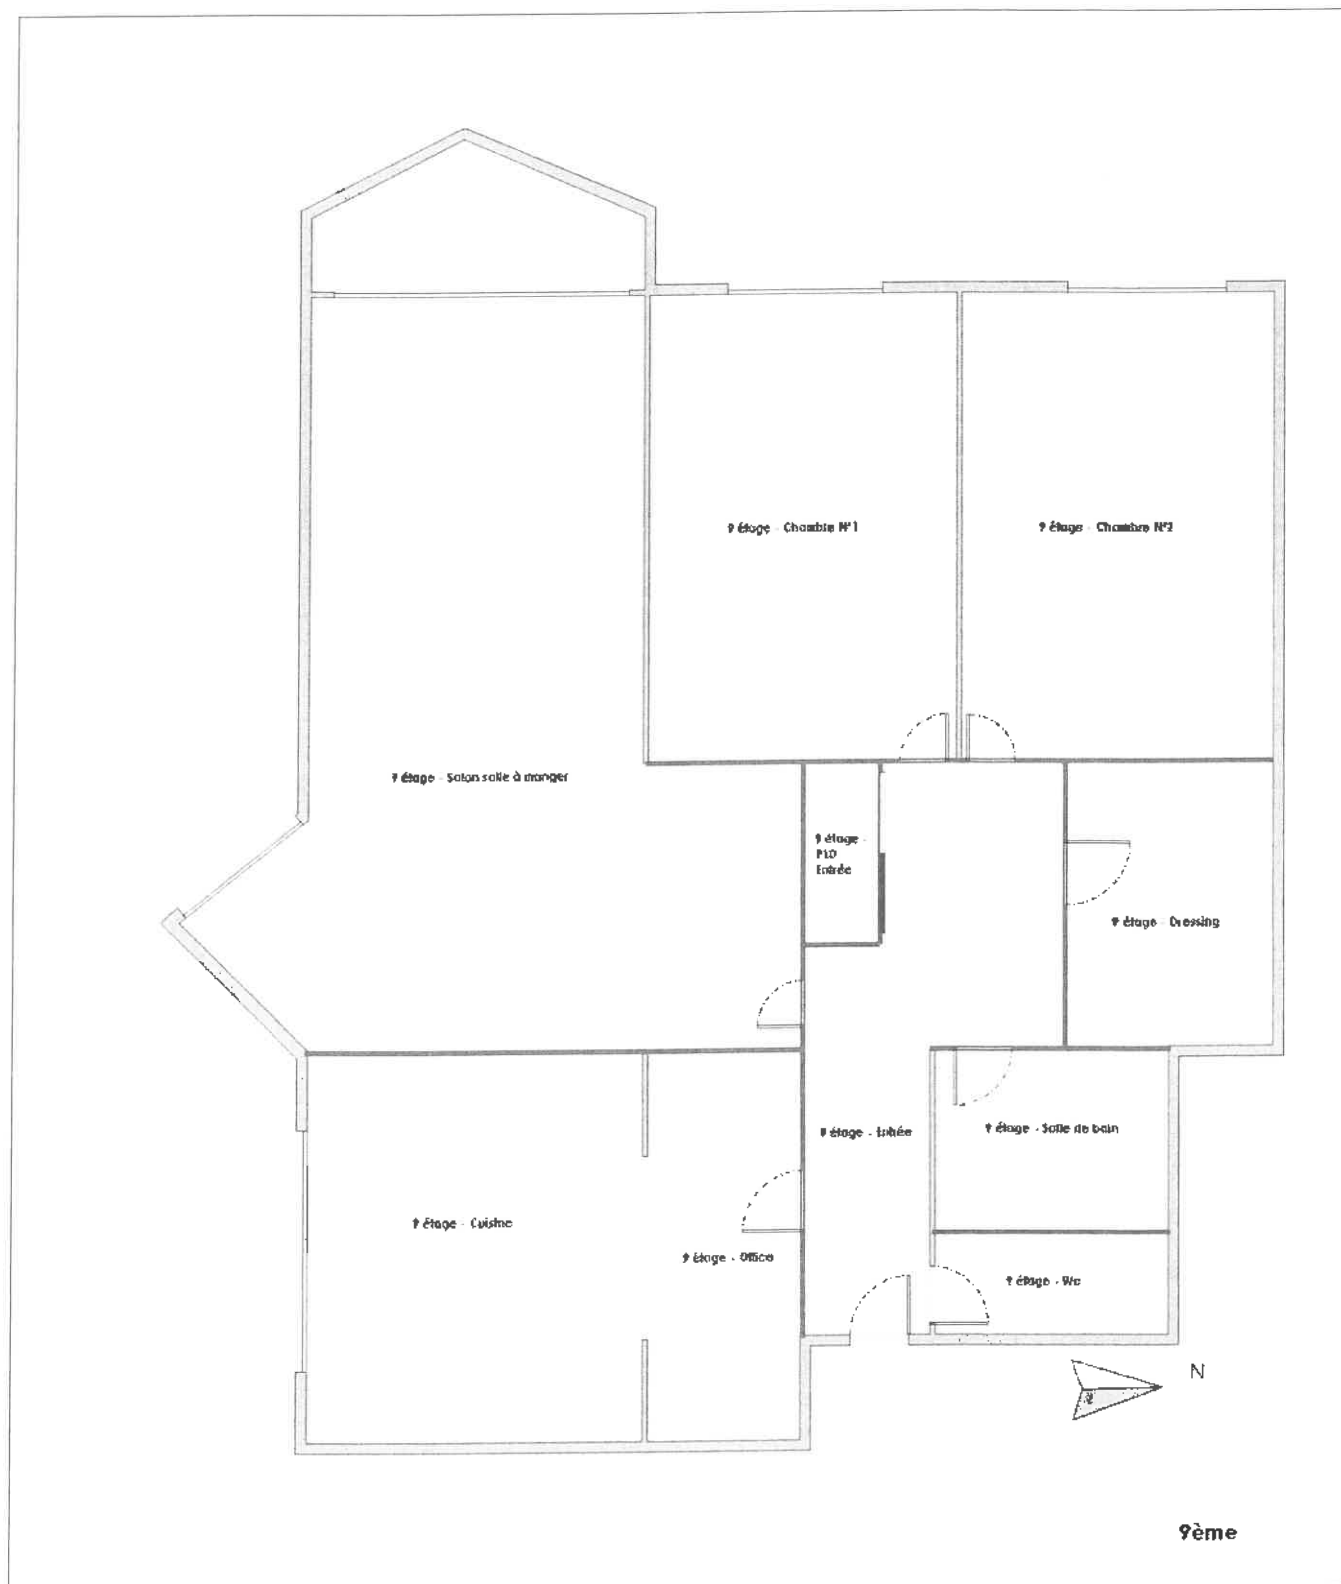 9 étage - Chambre N°1
9 étage - Chambre N°2
9 étage - Salon salle à manger
9 étage -
PLD
Entrée
9 étage - Dressing
9 étage - Entrée
9 étage - Salle de bain
9 étage - Cuisine
9 étage - Office
9 étage - Wc
N
9ème